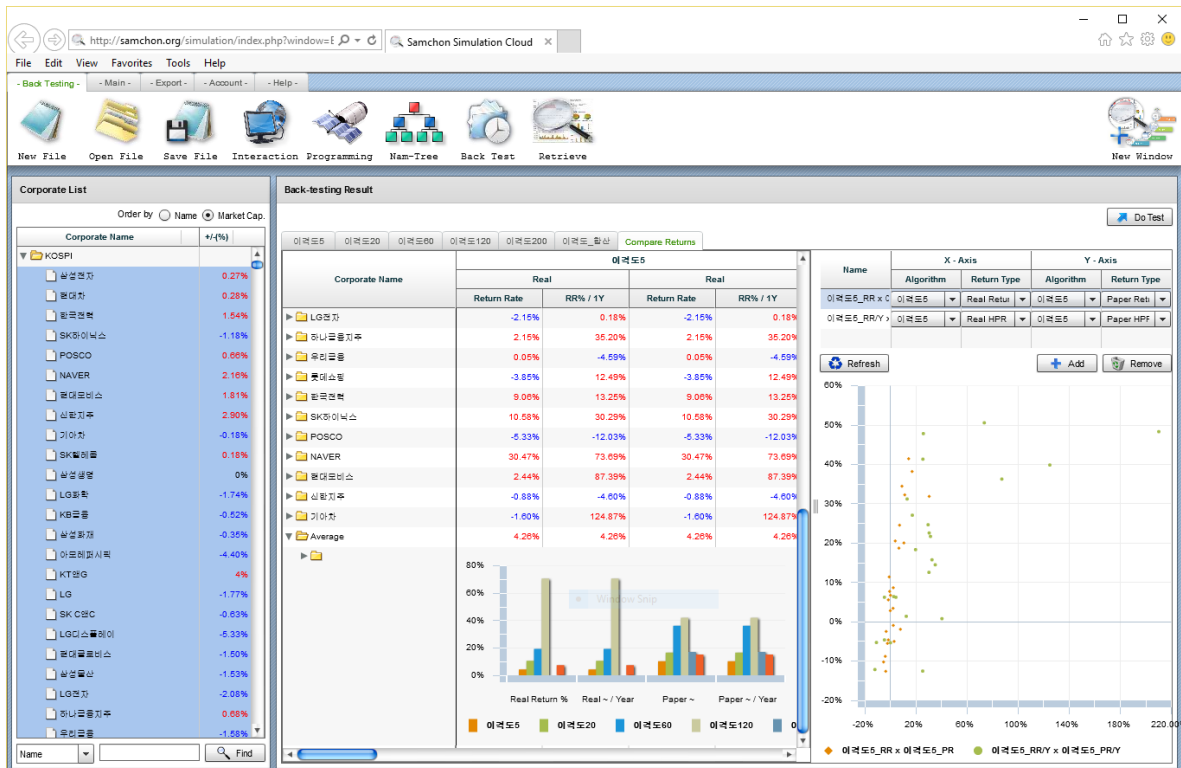 http://samchon.org/simulation/index.php?window=E
Samchon Simulation Cloud
File Edit View Favorites Tools Help
- Back Testing - - Main - - Export - - Account - - Help -
New File Open File Save File Interaction Programming Nam-Tree Back Test Retrieve New Window
Corporate List
Order by Name Market Cap.
Corporate Name +/-(%)
KOSPI
삼성전자 0.27%
현대차 0.28%
한국전력 1.54%
SK하이닉스 -1.18%
POSCO 0.66%
NAVER 2.16%
현대모비스 1.81%
신한지주 2.90%
기아차 -0.18%
SK텔레콤 0.18%
삼성생명 0%
LG화학 -1.74%
KB금융 -0.52%
삼성화재 -0.35%
아모레퍼시픽 -4.40%
KT&G 4%
LG -1.77%
SK C&C -0.63%
LG디스플레이 -5.33%
현대글로비스 -1.50%
삼성물산 -1.53%
LG전자 -2.08%
하나금융지주 0.68%
우리금융 -1.58%
Name Find
Back-testing Result
Do Test
이격도5 이격도20 이격도60 이격도120 이격도200 이격도_합산 Compare Returns
Corporate Name 이격도5
Real Real
Return Rate RR% / 1Y Return Rate RR% / 1Y
LG전자 -2.15% 0.18% -2.15% 0.18%
하나금융지주 2.15% 35.20% 2.15% 35.20%
우리금융 0.05% -4.59% 0.05% -4.59%
롯데쇼핑 -3.85% 12.49% -3.85% 12.49%
한국전력 9.06% 13.25% 9.06% 13.25%
SK하이닉스 10.58% 30.29% 10.58% 30.29%
POSCO -5.33% -12.03% -5.33% -12.03%
NAVER 30.47% 73.69% 30.47% 73.69%
현대모비스 2.44% 87.39% 2.44% 87.39%
신한지주 -0.88% -4.60% -0.88% -4.60%
기아차 -1.60% 124.87% -1.60% 124.87%
Average 4.26% 4.26% 4.26% 4.26%
80%
60%
40%
20%
0%
Window Snip
Real Return % Real ~ / Year Paper ~ Paper ~ / Year
이격도5 이격도20 이격도60 이격도120
Name X - Axis Y - Axis
Algorithm Return Type Algorithm Return Type
이격도5_RR x 이격도5 Real Retur 이격도5 Paper Ret
이격도5_RR/Y 이격도5 Real HPR 이격도5 Paper HPF
Refresh Add Remove
60%
50%
40%
30%
20%
10%
0%
-10%
-20%
-20% 20% 60% 100% 140% 180% 220.00
이격도5_RR x 이격도5_PR 이격도5_RR/Y x 이격도5_PR/Y